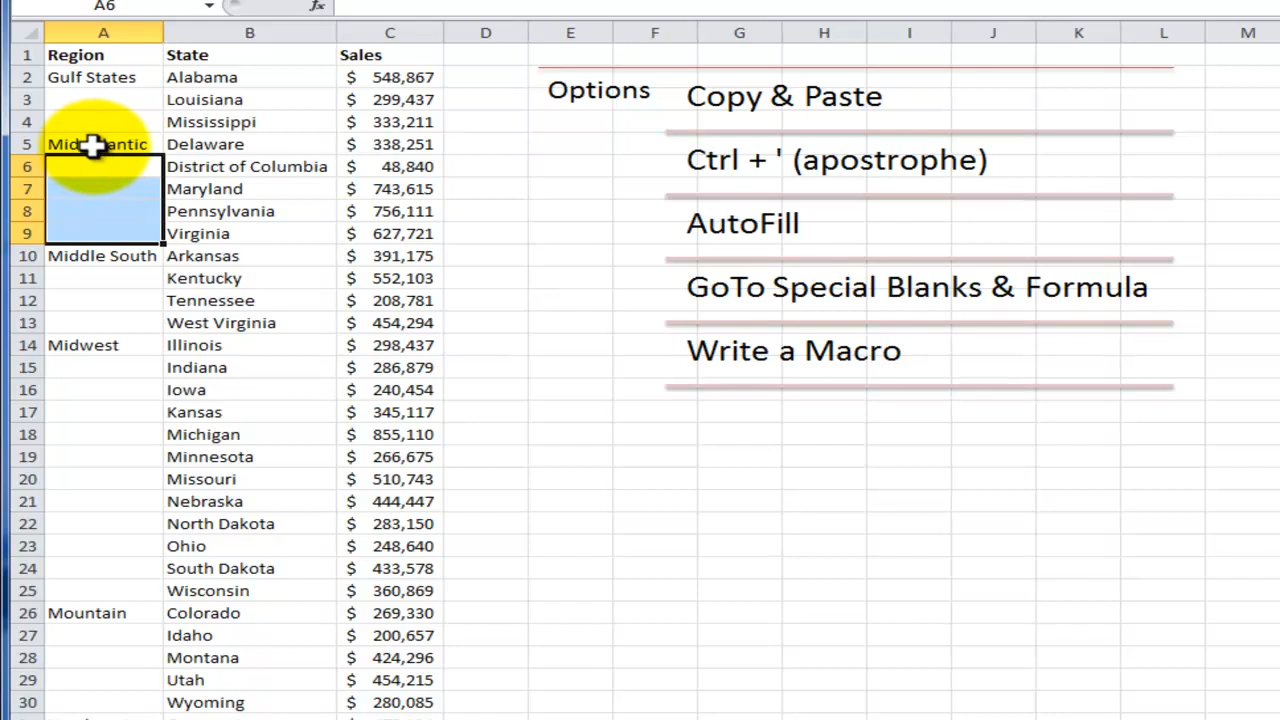 A6 fx
A B C D E F G H I J K L M
1 Region State Sales
2 Gulf States Alabama $ 548,867
3 Louisiana $ 299,437
4 Mississippi $ 333,211
5 Mid Atlantic Delaware $ 338,251
6 District of Columbia $ 48,840
7 Maryland $ 743,615
8 Pennsylvania $ 756,111
9 Virginia $ 627,721
10 Middle South Arkansas $ 391,175
11 Kentucky $ 552,103
12 Tennessee $ 208,781
13 West Virginia $ 454,294
14 Midwest Illinois $ 298,437
15 Indiana $ 286,879
16 Iowa $ 240,454
17 Kansas $ 345,117
18 Michigan $ 855,110
19 Minnesota $ 266,675
20 Missouri $ 510,743
21 Nebraska $ 444,447
22 North Dakota $ 283,150
23 Ohio $ 248,640
24 South Dakota $ 433,578
25 Wisconsin $ 360,869
26 Mountain Colorado $ 269,330
27 Idaho $ 200,657
28 Montana $ 424,296
29 Utah $ 454,215
30 Wyoming $ 280,085
Options
Copy & Paste
Ctrl + ' (apostrophe)
AutoFill
GoTo Special Blanks & Formula
Write a Macro